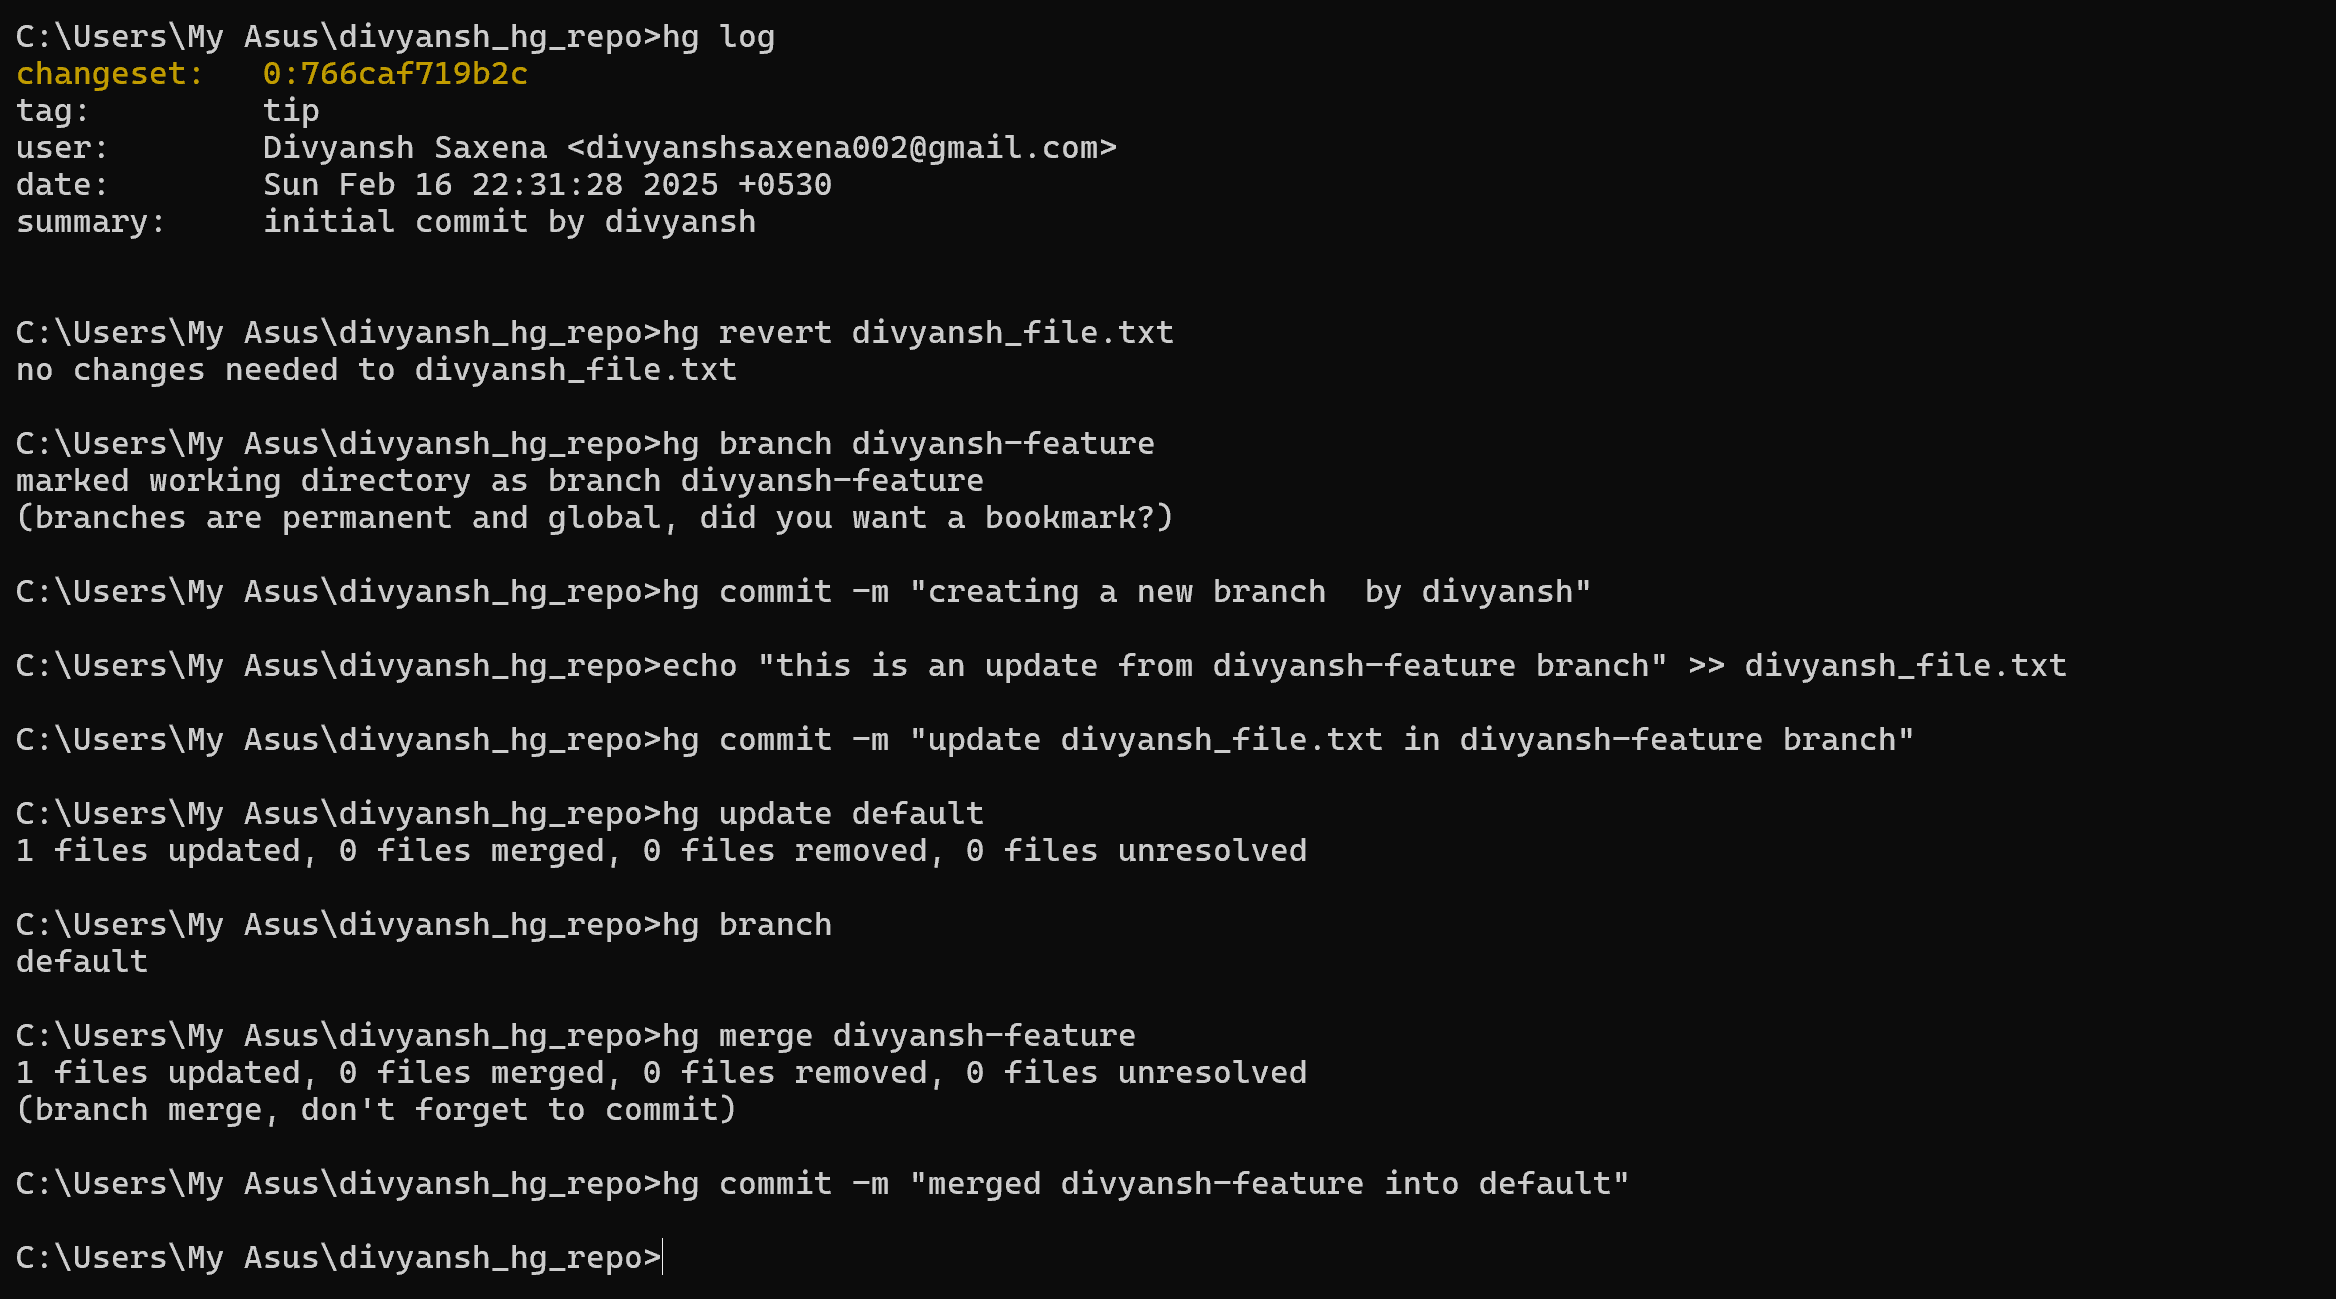 C:\Users\My Asus\divyansh_hg_repo>hg log
changeset:   0:766caf719b2c
tag:         tip
user:        Divyansh Saxena <divyanshsaxena002@gmail.com>
date:        Sun Feb 16 22:31:28 2025 +0530
summary:     initial commit by divyansh
C:\Users\My Asus\divyansh_hg_repo>hg revert divyansh_file.txt
no changes needed to divyansh_file.txt
C:\Users\My Asus\divyansh_hg_repo>hg branch divyansh-feature
marked working directory as branch divyansh-feature
(branches are permanent and global, did you want a bookmark?)
C:\Users\My Asus\divyansh_hg_repo>hg commit -m "creating a new branch  by divyansh"
C:\Users\My Asus\divyansh_hg_repo>echo "this is an update from divyansh-feature branch" >> divyansh_file.txt
C:\Users\My Asus\divyansh_hg_repo>hg commit -m "update divyansh_file.txt in divyansh-feature branch"
C:\Users\My Asus\divyansh_hg_repo>hg update default
1 files updated, 0 files merged, 0 files removed, 0 files unresolved
C:\Users\My Asus\divyansh_hg_repo>hg branch
default
C:\Users\My Asus\divyansh_hg_repo>hg merge divyansh-feature
1 files updated, 0 files merged, 0 files removed, 0 files unresolved
(branch merge, don't forget to commit)
C:\Users\My Asus\divyansh_hg_repo>hg commit -m "merged divyansh-feature into default"
C:\Users\My Asus\divyansh_hg_repo>